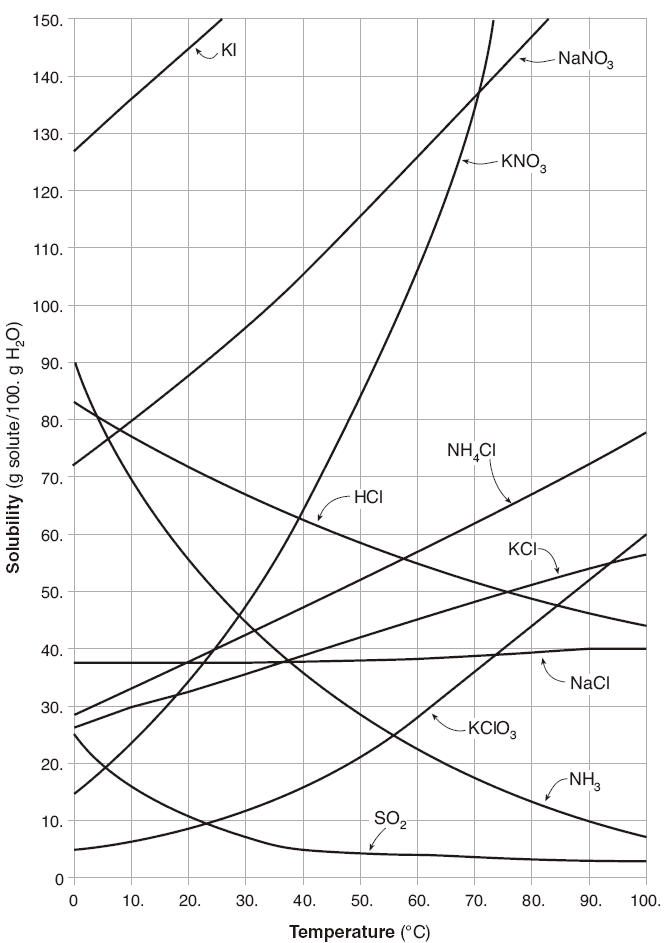 150.
140.
130.
120.
110.
100.
90.
80.
70.
60.
50.
40.
30.
20.
10.
0
Solubility (g solute/100. g H₂O)
KI
NaNO₃
KNO₃
NH₄Cl
HCl
KCl
NaCl
KClO₃
NH₃
SO₂
0 10. 20. 30. 40. 50. 60. 70. 80. 90. 100.
Temperature (°C)